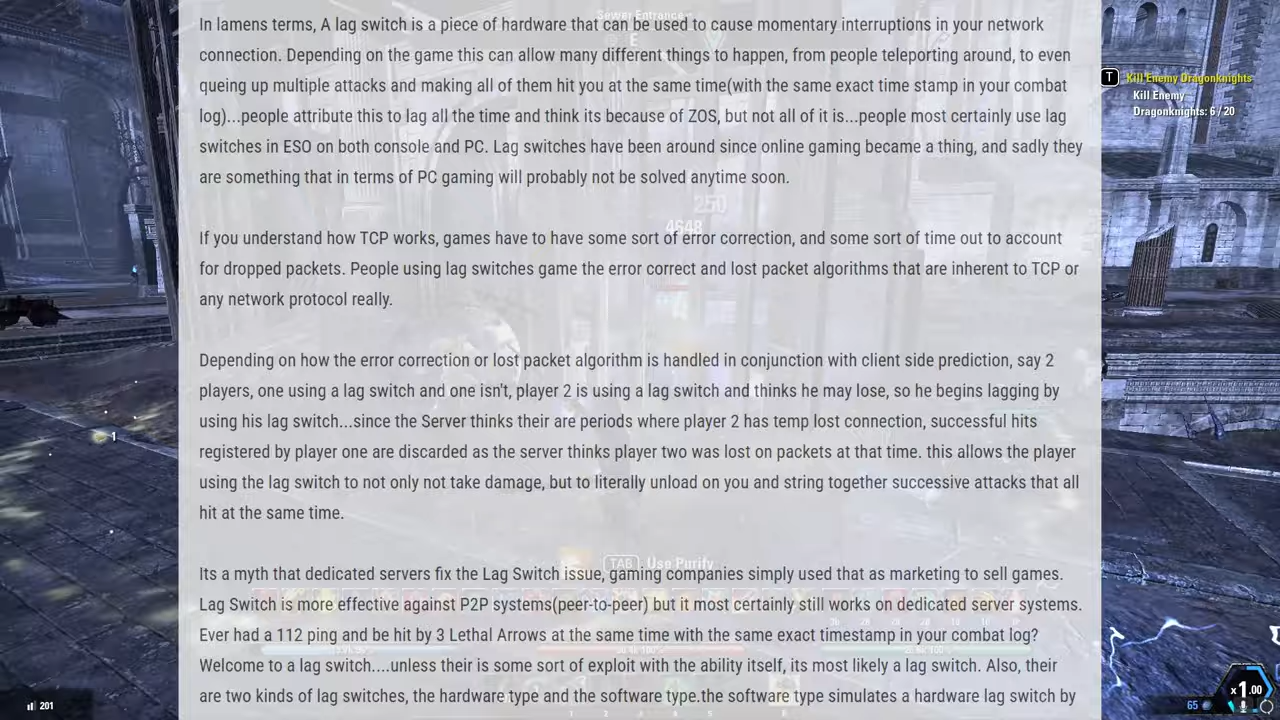 Sewer Entrance
In lamens terms, A lag switch is a piece of hardware that can be used to cause momentary interruptions in your network
connection. Depending on the game this can allow many different things to happen, from people teleporting around, to even
queing up multiple attacks and making all of them hit you at the same time(with the same exact time stamp in your combat
log)...people attribute this to lag all the time and think its because of ZOS, but not all of it is...people most certainly use lag
switches in ESO on both console and PC. Lag switches have been around since online gaming became a thing, and sadly they
are something that in terms of PC gaming will probably not be solved anytime soon.
T
Kill Enemy Dragonknights
Kill Enemy
Dragonknights: 6 / 20
250
4648
If you understand how TCP works, games have to have some sort of error correction, and some sort of time out to account
for dropped packets. People using lag switches game the error correct and lost packet algorithms that are inherent to TCP or
any network protocol really.
Depending on how the error correction or lost packet algorithm is handled in conjunction with client side prediction, say 2
players, one using a lag switch and one isn't, player 2 is using a lag switch and thinks he may lose, so he begins lagging by
using his lag switch...since the Server thinks their are periods where player 2 has temp lost connection, successful hits
registered by player one are discarded as the server thinks player two was lost on packets at that time. this allows the player
using the lag switch to not only not take damage, but to literally unload on you and string together successive attacks that all
hit at the same time.
1
TAB Use Purify
Its a myth that dedicated servers fix the Lag Switch issue, gaming companies simply used that as marketing to sell games.
Lag Switch is more effective against P2P systems(peer-to-peer) but it most certainly still works on dedicated server systems.
Ever had a 112 ping and be hit by 3 Lethal Arrows at the same time with the same exact timestamp in your combat log?
Welcome to a lag switch....unless their is some sort of exploit with the ability itself, its most likely a lag switch. Also, their
are two kinds of lag switches, the hardware type and the software type.the software type simulates a hardware lag switch by
201
65
x1.00